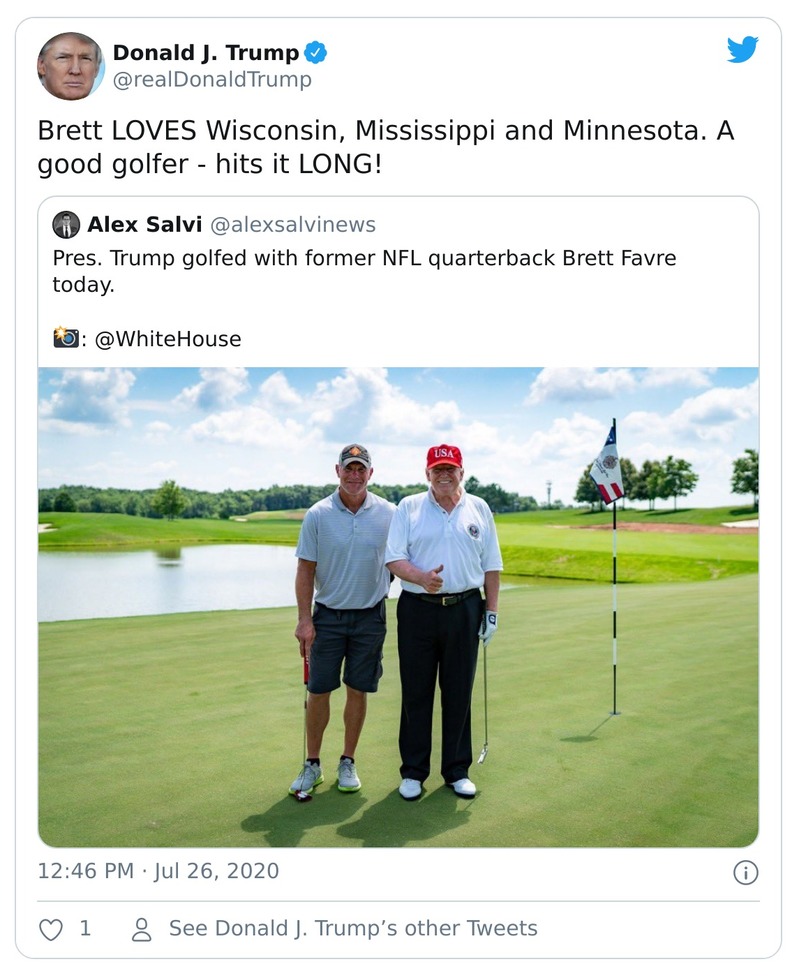 Donald J. Trump
@realDonaldTrump
Brett LOVES Wisconsin, Mississippi and Minnesota. A
good golfer - hits it LONG!
Alex Salvi @alexsalvinews
Pres. Trump golfed with former NFL quarterback Brett Favre
today.
: @WhiteHouse
USA
12:46 PM · Jul 26, 2020
1
See Donald J. Trump’s other Tweets